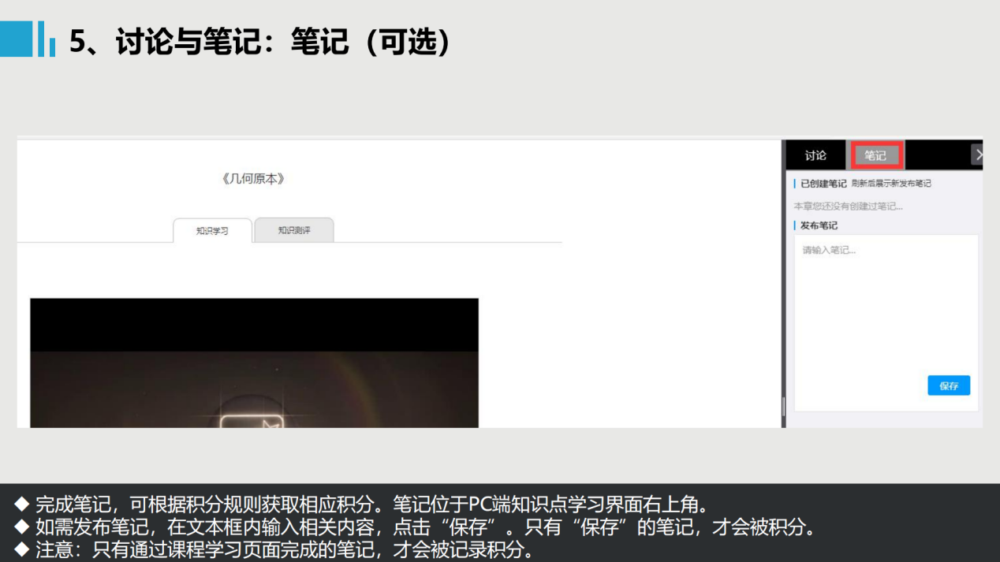 5、讨论与笔记：笔记（可选）
《几何原本》
知识学习
知识测评
讨论
笔记
已创建笔记 刷新后展示新发布笔记
本章您还没有创建过笔记...
发布笔记
请输入笔记...
保存
◆ 完成笔记，可根据积分规则获取相应积分。笔记位于PC端知识点学习界面右上角。
◆ 如需发布笔记，在文本框内输入相关内容，点击“保存”。只有“保存”的笔记，才会被积分。
◆ 注意：只有通过课程学习页面完成的笔记，才会被记录积分。